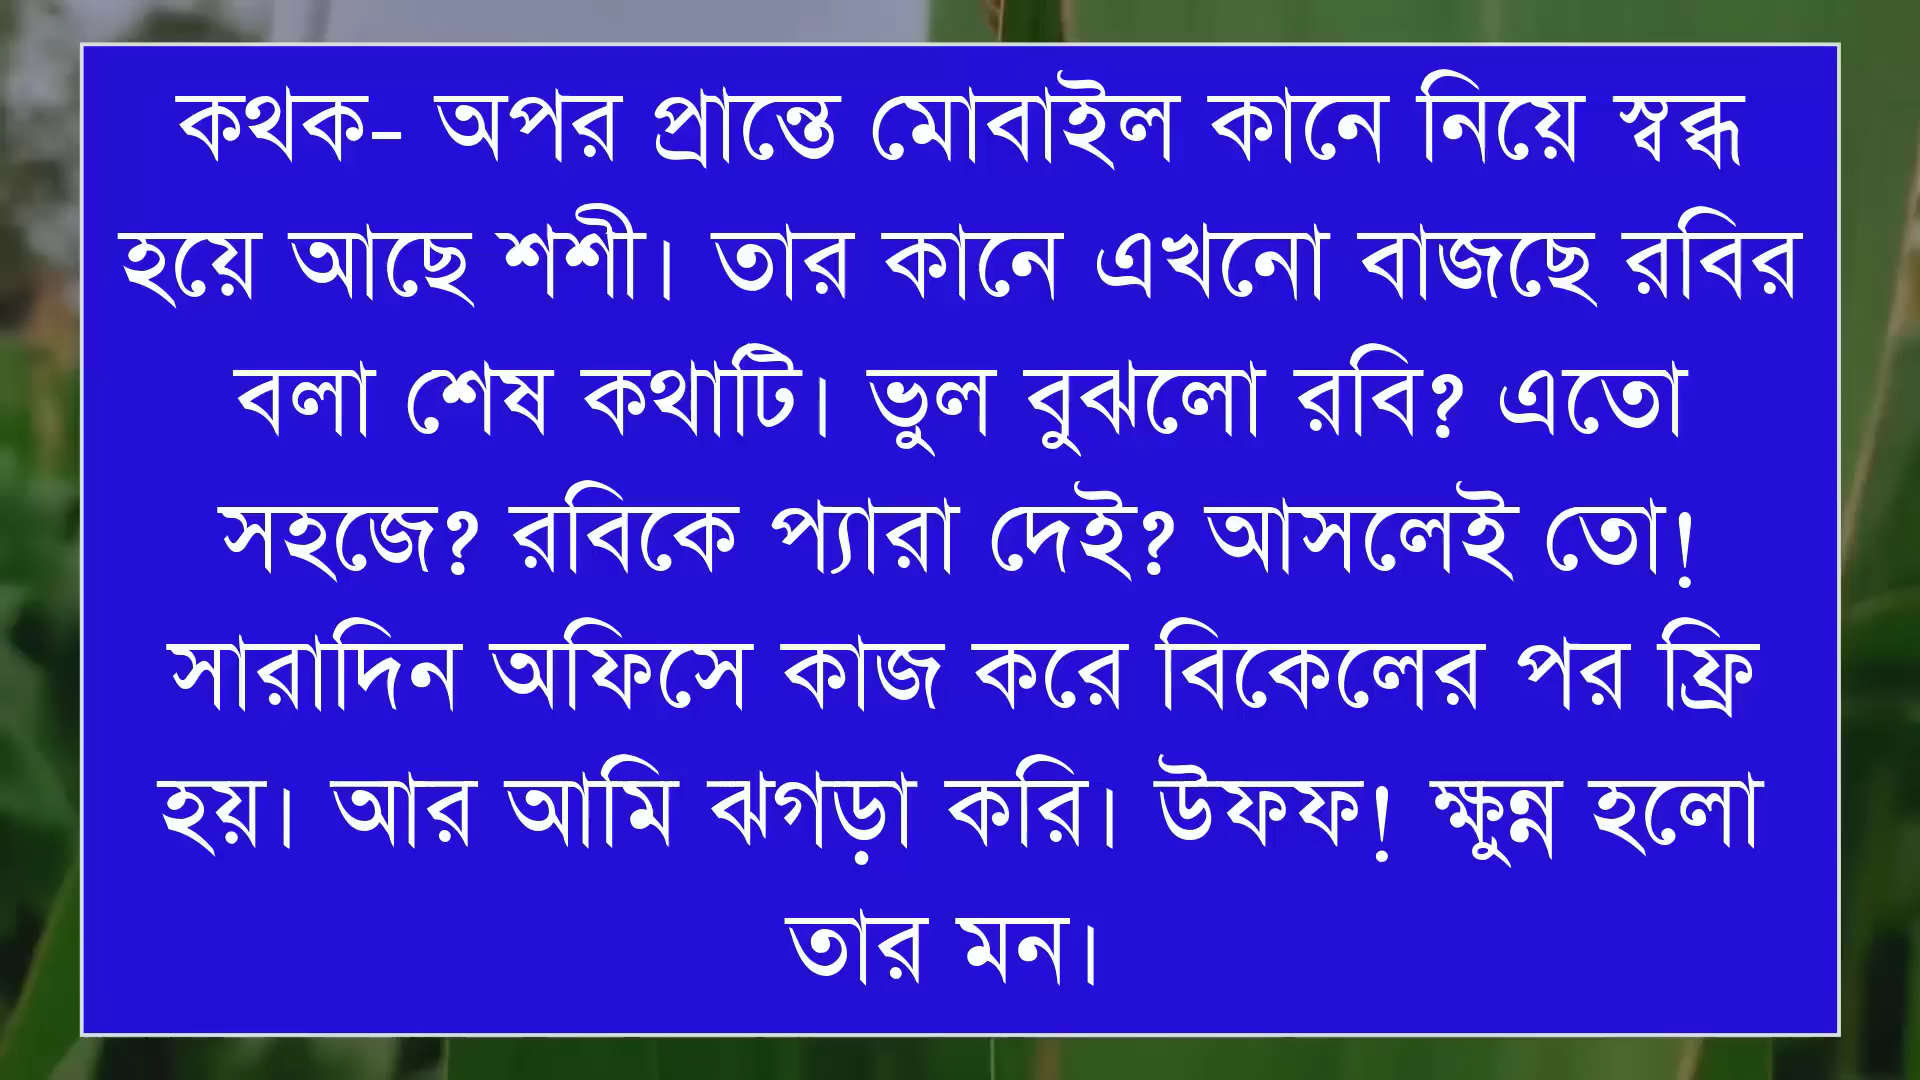 কথক- অপর প্রান্তে মোবাইল কানে নিয়ে স্বব্ধ
হয়ে আছে শশী। তার কানে এখনো বাজছে রবির
বলা শেষ কথাটি। ভুল বুঝলো রবি? এতো
সহজে? রবিকে প্যারা দেই? আসলেই তো!
সারাদিন অফিসে কাজ করে বিকেলের পর ফ্রি
হয়। আর আমি ঝগড়া করি। উফফ! ক্ষুন্ন হলো
তার মন।